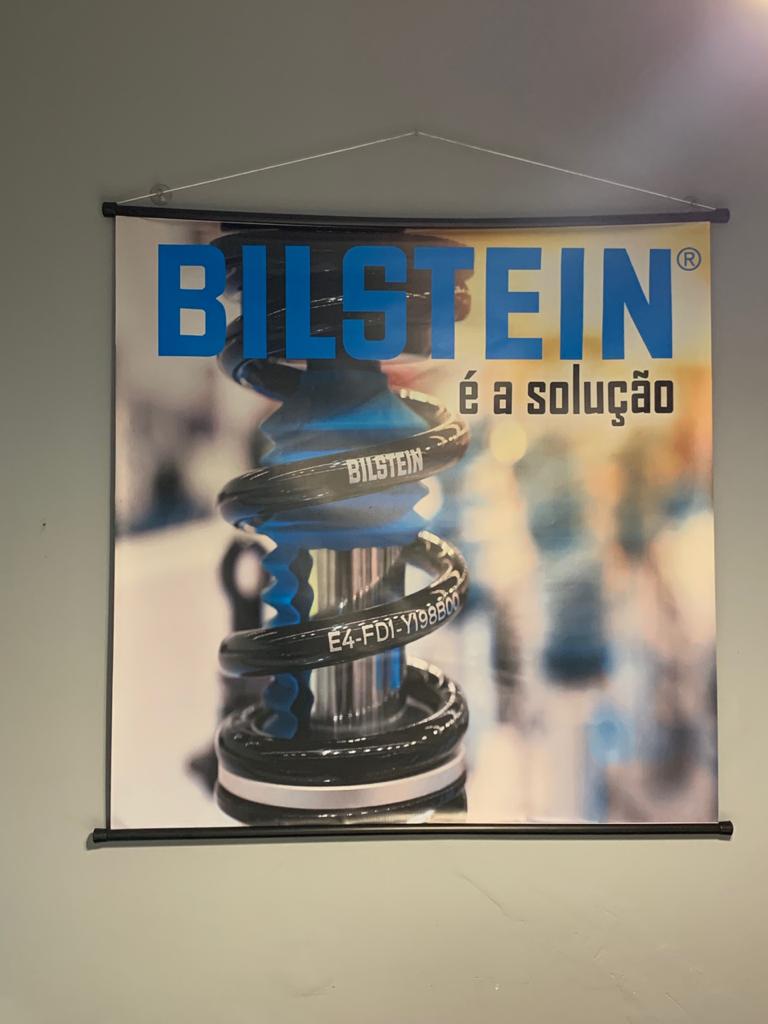 BILSTEIN®
é a solução
BILSTEIN
E4-FD1-Y198B00